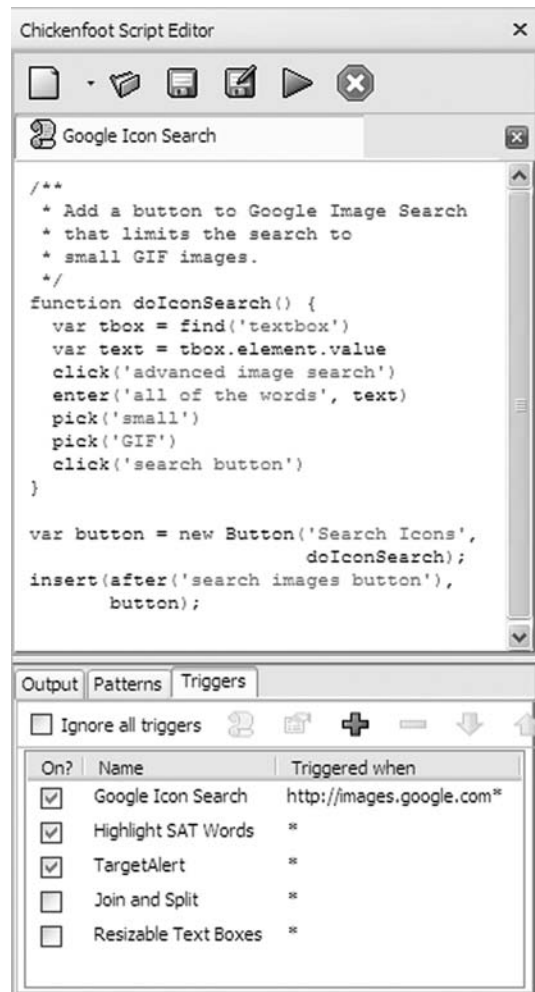 Chickenfoot Script Editor
Google Icon Search
/**
 * Add a button to Google Image Search
 * that limits the search to
 * small GIF images.
 */
function doIconSearch() {
  var tbox = find('textbox')
  var text = tbox.element.value
  click('advanced image search')
  enter('all of the words', text)
  pick('small')
  pick('GIF')
  click('search button')
}
var button = new Button('Search Icons',
                        doIconSearch);
insert(after('search images button'),
       button);
Output Patterns Triggers
Ignore all triggers
On? Name Triggered when
Google Icon Search http://images.google.com*
Highlight SAT Words *
TargetAlert *
Join and Split *
Resizable Text Boxes *